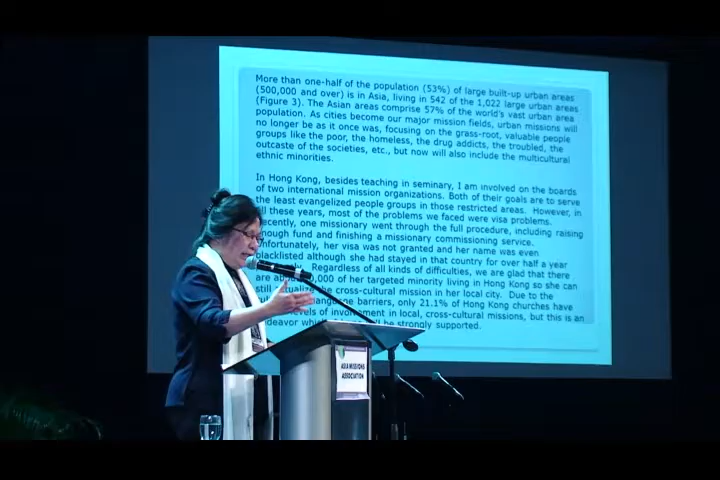 More than one-half of the population (53%) of large built-up urban areas
(500,000 and over) is in Asia, living in 542 of the 1,022 large urban areas
(Figure 3). The Asian areas comprise 57% of the world's vast urban area
population. As cities become our major mission fields, urban missions will
no longer be as it once was, focusing on the grass-root, valuable people
groups like the poor, the homeless, the drug addicts, the troubled, the
outcaste of the societies, etc., but now will also include the multicultural
ethnic minorities.
In Hong Kong, besides teaching in seminary, I am involved on the boards
of two international mission organizations. Both of their goals are to serve
the least evangelized people groups in those restricted areas. However, in
all these years, most of the problems we faced were visa problems.
Recently, one missionary went through the full procedure, including raising
enough fund and finishing a missionary commissioning service.
Unfortunately, her visa was not granted and her name was even
blacklisted although she had stayed in that country for over half a year
Regardless of all kinds of difficulties, we are glad that there
are of her targeted minority living in Hong Kong so she can
still actualize the cross-cultural mission in her local city. Due to the
language barriers, only 21.1% of Hong Kong churches have
levels of involvement in local, cross-cultural missions, but this is an
endeavor be strongly supported.
ASIA MISSIONS
ASSOCIATION